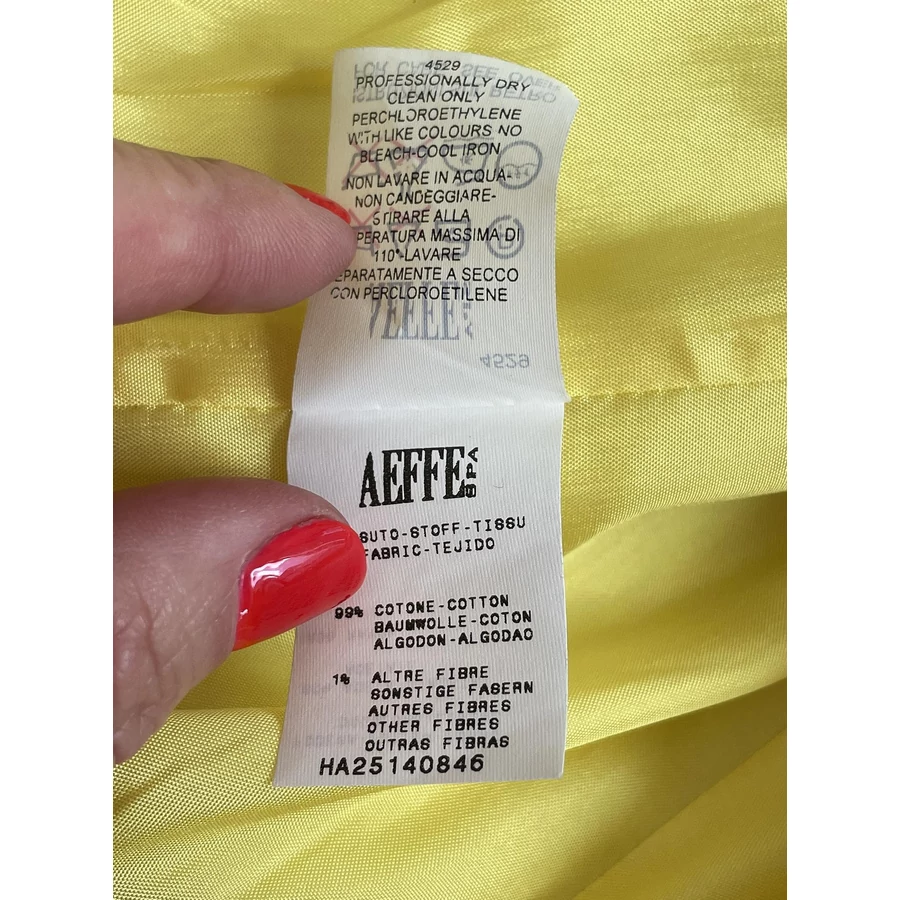 4529
PROFESSIONALLY DRY
CLEAN ONLY
PERCHLOROETHYLENE
WITH LIKE COLOURS NO
BLEACH-COOL IRON
NON LAVARE IN ACQUA-
NON CANDEGGIARE-
STIRARE ALLA
PERATURA MASSIMA DI
110°-LAVARE
EPARATAMENTE A SECCO
CON PERCLOROETILENE
AEFFE SPA
SUTO-STOFF-TISSU
FABRIC-TEJIDO
99% COTONE-COTTON
BAUMWOLLE-COTON
ALGODON-ALGODAO
1% ALTRE FIBRE
SONSTIGE FASERN
AUTRES FIBRES
OTHER FIBRES
OUTRAS FIBRAS
HA25140846